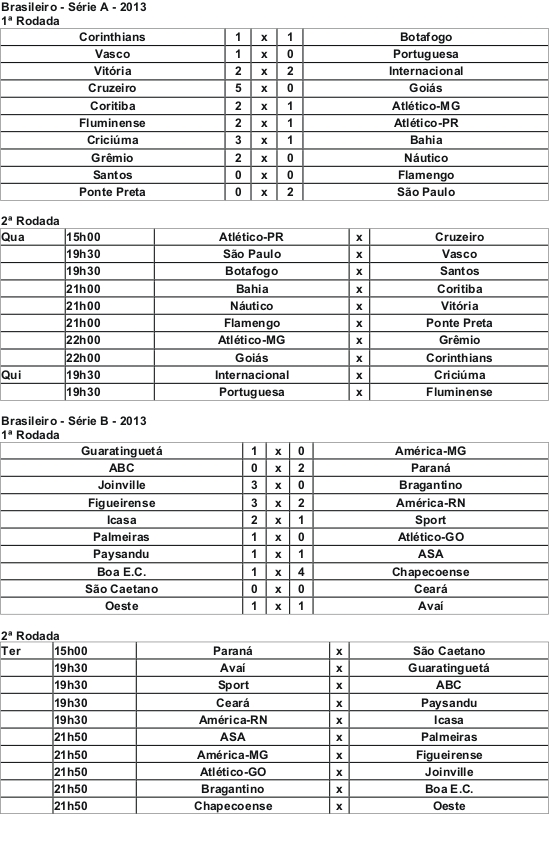 Brasileiro - Série A - 2013
1ª Rodada
Corinthians 1 x 1 Botafogo
Vasco 1 x 0 Portuguesa
Vitória 2 x 2 Internacional
Cruzeiro 5 x 0 Goiás
Coritiba 2 x 1 Atlético-MG
Fluminense 2 x 1 Atlético-PR
Criciúma 3 x 1 Bahia
Grêmio 2 x 0 Náutico
Santos 0 x 0 Flamengo
Ponte Preta 0 x 2 São Paulo
2ª Rodada
Qua 15h00 Atlético-PR x Cruzeiro
19h30 São Paulo x Vasco
19h30 Botafogo x Santos
21h00 Bahia x Coritiba
21h00 Náutico x Vitória
21h00 Flamengo x Ponte Preta
22h00 Atlético-MG x Grêmio
22h00 Goiás x Corinthians
Qui 19h30 Internacional x Criciúma
19h30 Portuguesa x Fluminense
Brasileiro - Série B - 2013
1ª Rodada
Guaratinguetá 1 x 0 América-MG
ABC 0 x 2 Paraná
Joinville 3 x 0 Bragantino
Figueirense 3 x 2 América-RN
Icasa 2 x 1 Sport
Palmeiras 1 x 0 Atlético-GO
Paysandu 1 x 1 ASA
Boa E.C. 1 x 4 Chapecoense
São Caetano 0 x 0 Ceará
Oeste 1 x 1 Avaí
2ª Rodada
Ter 15h00 Paraná x São Caetano
19h30 Avaí x Guaratinguetá
19h30 Sport x ABC
19h30 Ceará x Paysandu
19h30 América-RN x Icasa
21h50 ASA x Palmeiras
21h50 América-MG x Figueirense
21h50 Atlético-GO x Joinville
21h50 Bragantino x Boa E.C.
21h50 Chapecoense x Oeste